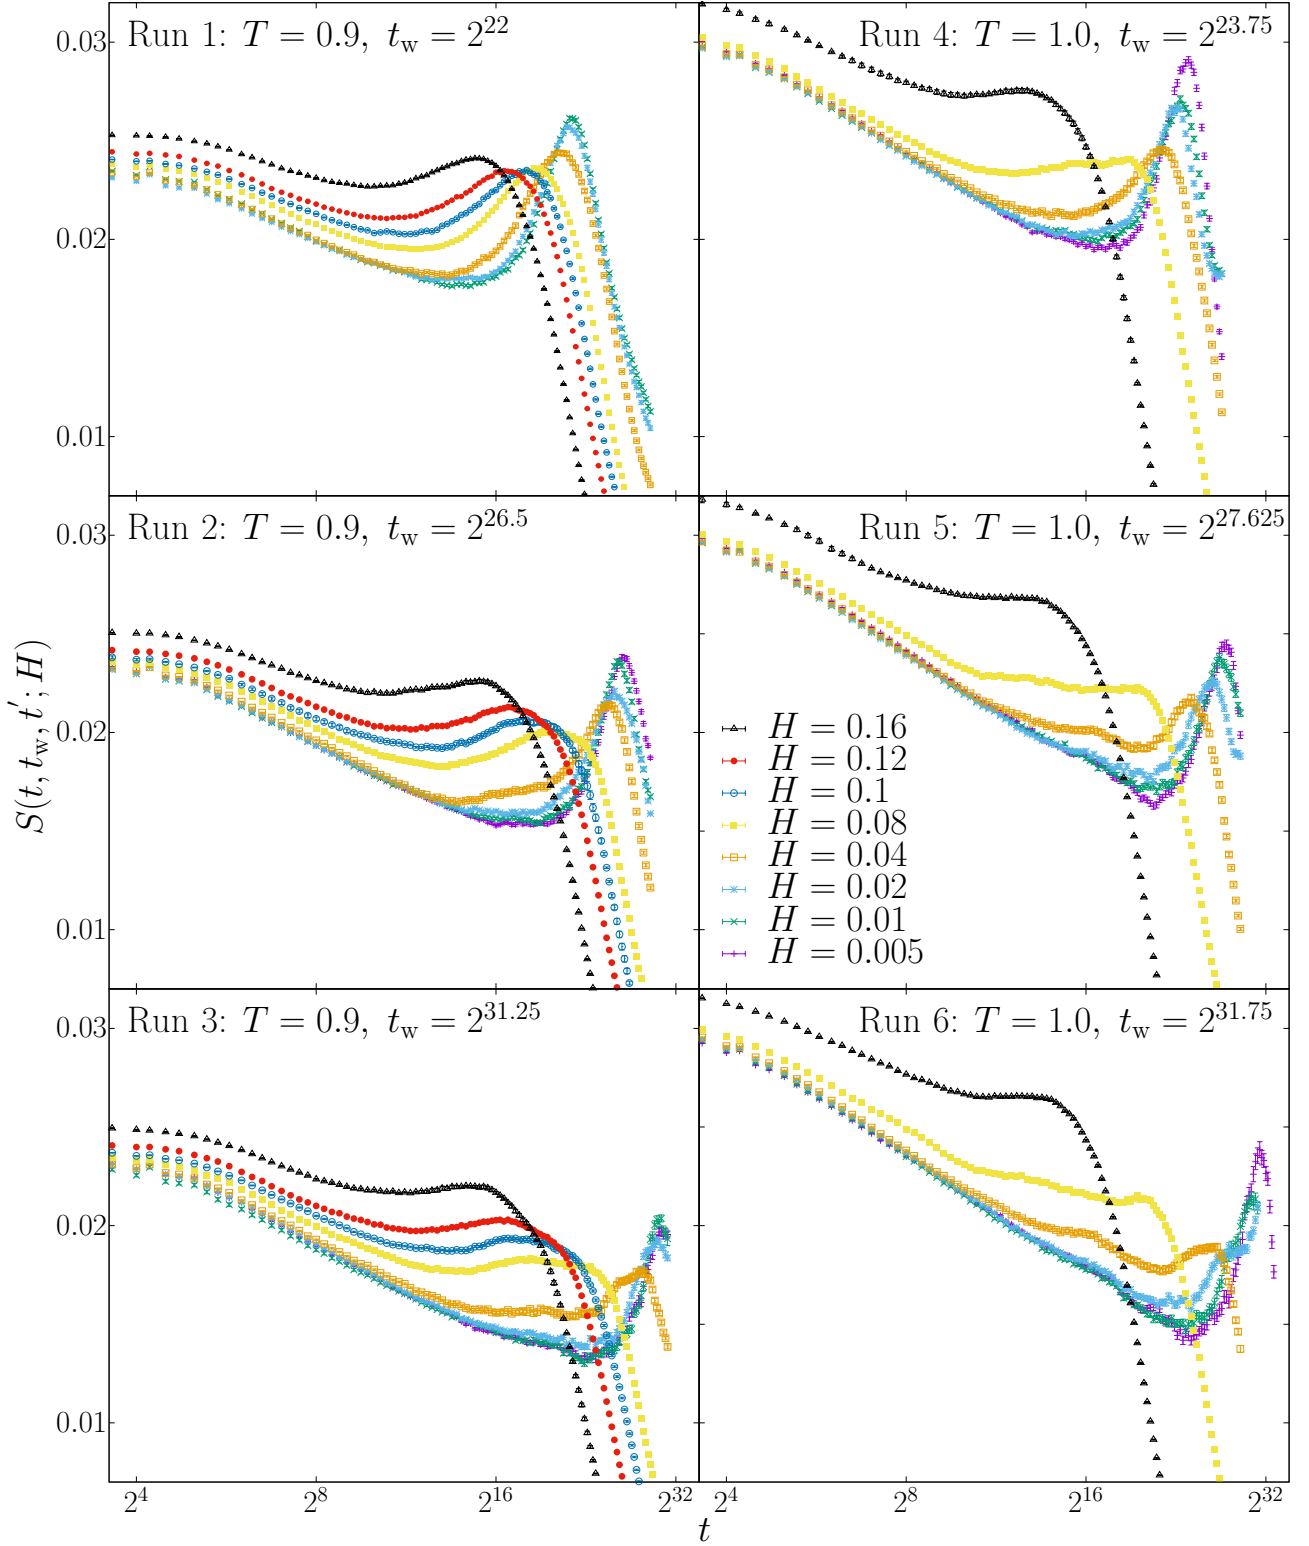 Run 1: T = 0.9, t_w = 2^22
Run 4: T = 1.0, t_w = 2^23.75
0.03
0.02
0.01
Run 2: T = 0.9, t_w = 2^26.5
Run 5: T = 1.0, t_w = 2^27.625
0.03
0.02
0.01
S(t, t_w, t′; H)
H = 0.16
H = 0.12
H = 0.1
H = 0.08
H = 0.04
H = 0.02
H = 0.01
H = 0.005
Run 3: T = 0.9, t_w = 2^31.25
Run 6: T = 1.0, t_w = 2^31.75
0.03
0.02
0.01
2^4 2^8 2^16 2^32 2^4 2^8 2^16 2^32
t